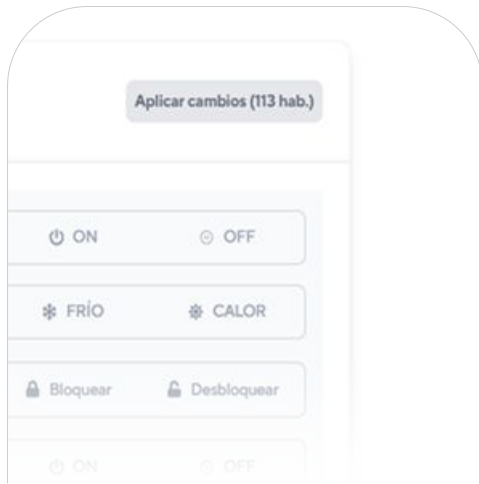 Aplicar cambios (113 hab.)
ON OFF
FRÍO CALOR
Bloquear Desbloquear
ON OFF